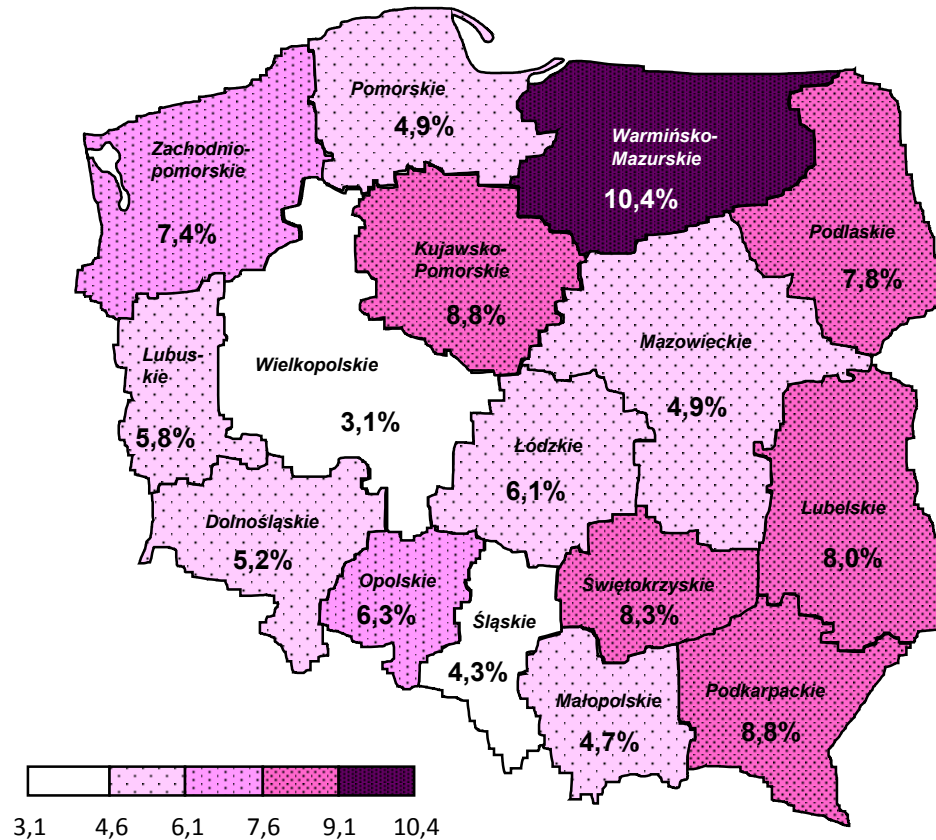 Pomorskie
4,9%
Zachodnio-
pomorskie
7,4%
Warmińsko-
Mazurskie
10,4%
Podlaskie
7,8%
Kujawsko-
Pomorskie
8,8%
Mazowieckie
4,9%
Lubus-
kie
5,8%
Wielkopolskie
3,1%
Łódzkie
6,1%
Lubelskie
8,0%
Dolnośląskie
5,2%
Opolskie
6,3%
Śląskie
4,3%
Świętokrzyskie
8,3%
Małopolskie
4,7%
Podkarpackie
8,8%
3,1 4,6 6,1 7,6 9,1 10,4